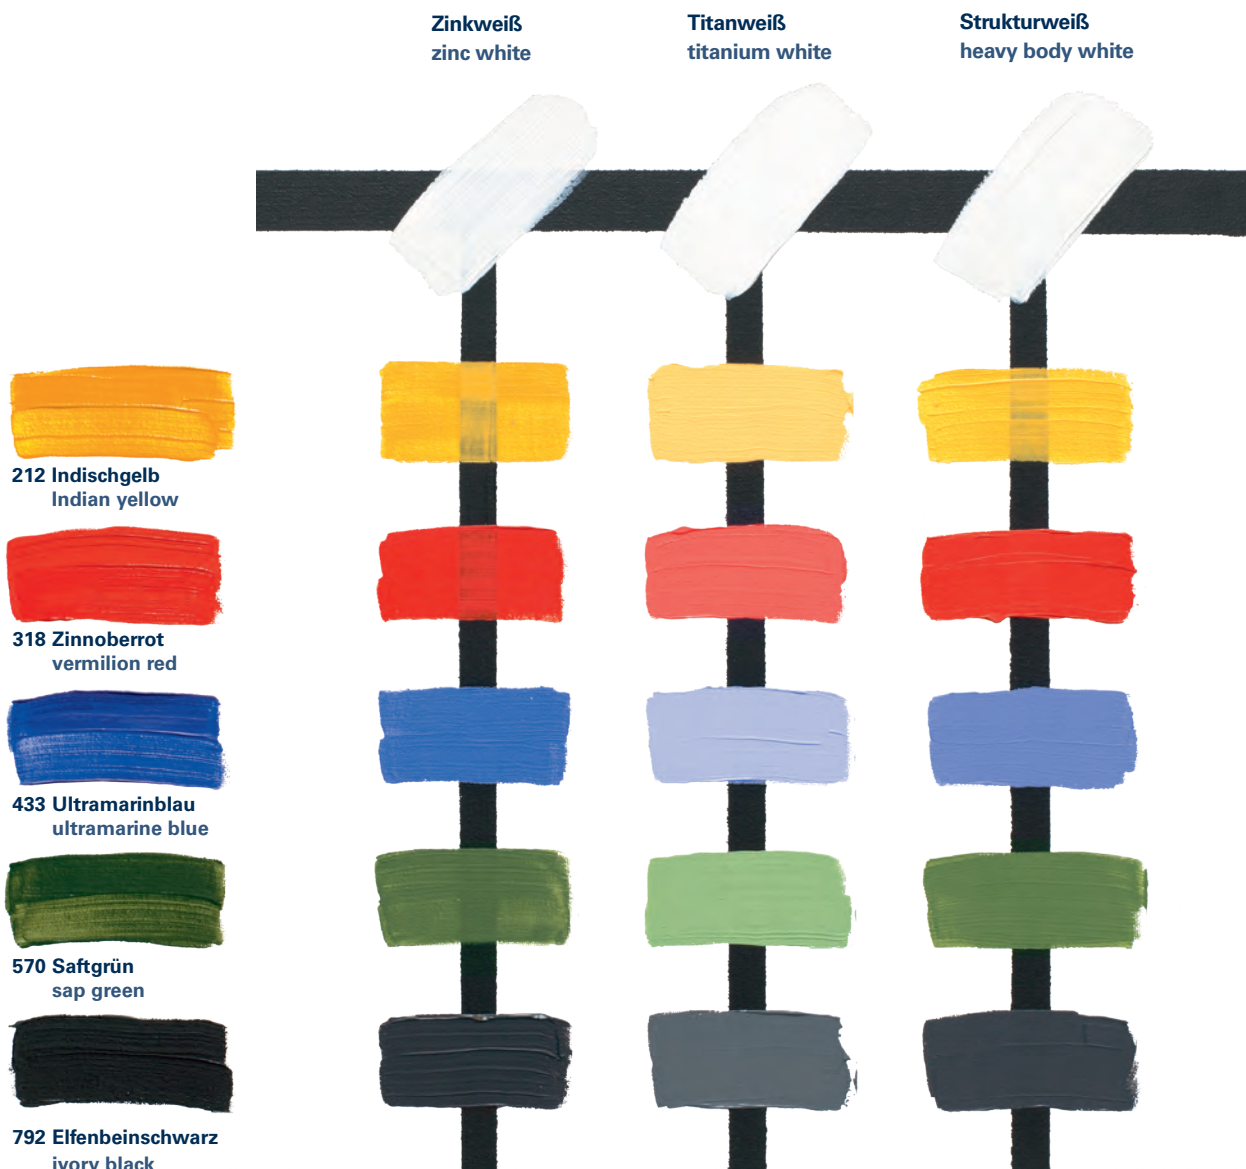 Zinkweiß
zinc white
Titanweiß
titanium white
Strukturweiß
heavy body white
212 Indischgelb
Indian yellow
318 Zinnoberrot
vermilion red
433 Ultramarinblau
ultramarine blue
570 Saftgrün
sap green
792 Elfenbeinschwarz
ivory black